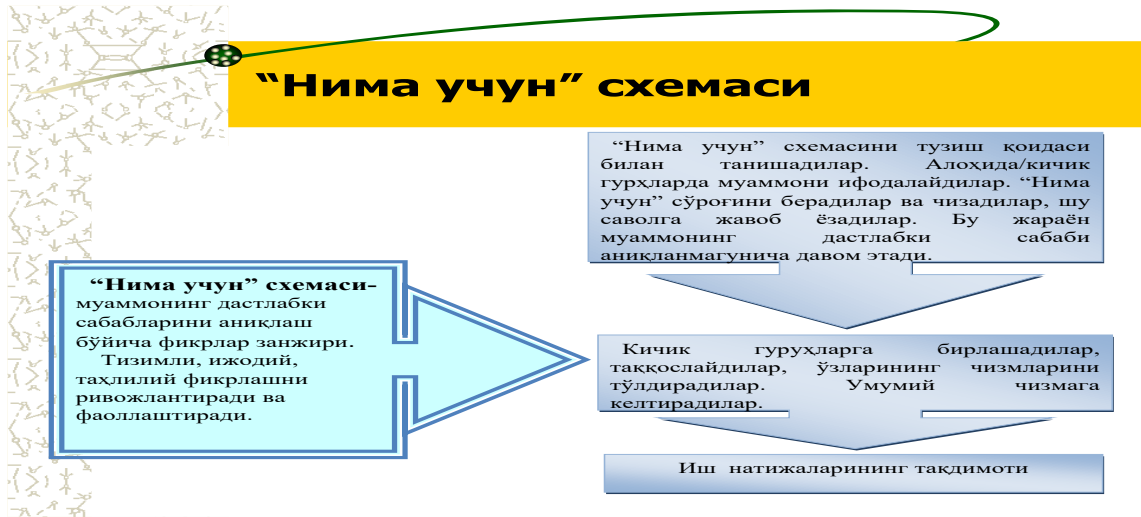 “Нима учун” схемаси
“Нима учун” схемасини тузиш қоидаси
билан танишадилар. Алоҳида/кичик
гурҳларда муаммони ифодалайдилар. “Нима
учун” сўроғини берадилар ва чизадилар, шу
саволга жавоб ёзадилар. Бу жараён
муаммонинг дастлабки сабаби
аниқланмагунича давом этади.
“Нима учун” схемаси-
муаммонинг дастлабки
сабабларини аниқлаш
бўйича фикрлар занжири.
Тизимли, ижодий,
таҳлилий фикрлашни
ривожлантиради ва
фаоллаштиради.
Кичик гуруҳларга бирлашадилар,
таққослайдилар, ўзларининг чизмларини
тўлдирадилар. Умумий чизмага
келтирадилар.
Иш натижаларининг тақдимоти